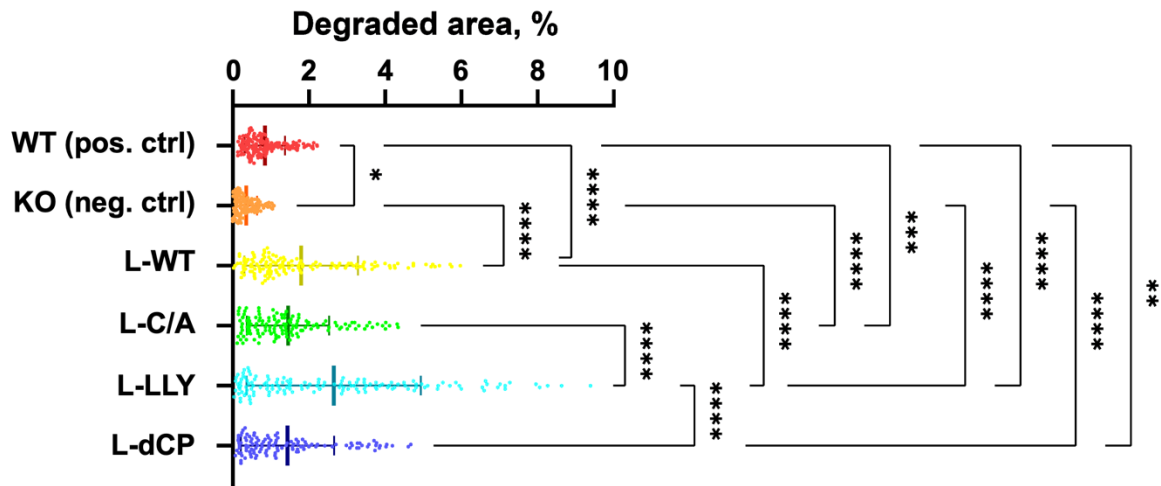 Degraded area, %
0 2 4 6 8 10
WT (pos. ctrl)
KO (neg. ctrl)
L-WT
L-C/A
L-LLY
L-dCP
*
****
****
****
****
****
****
***
****
****
****
**